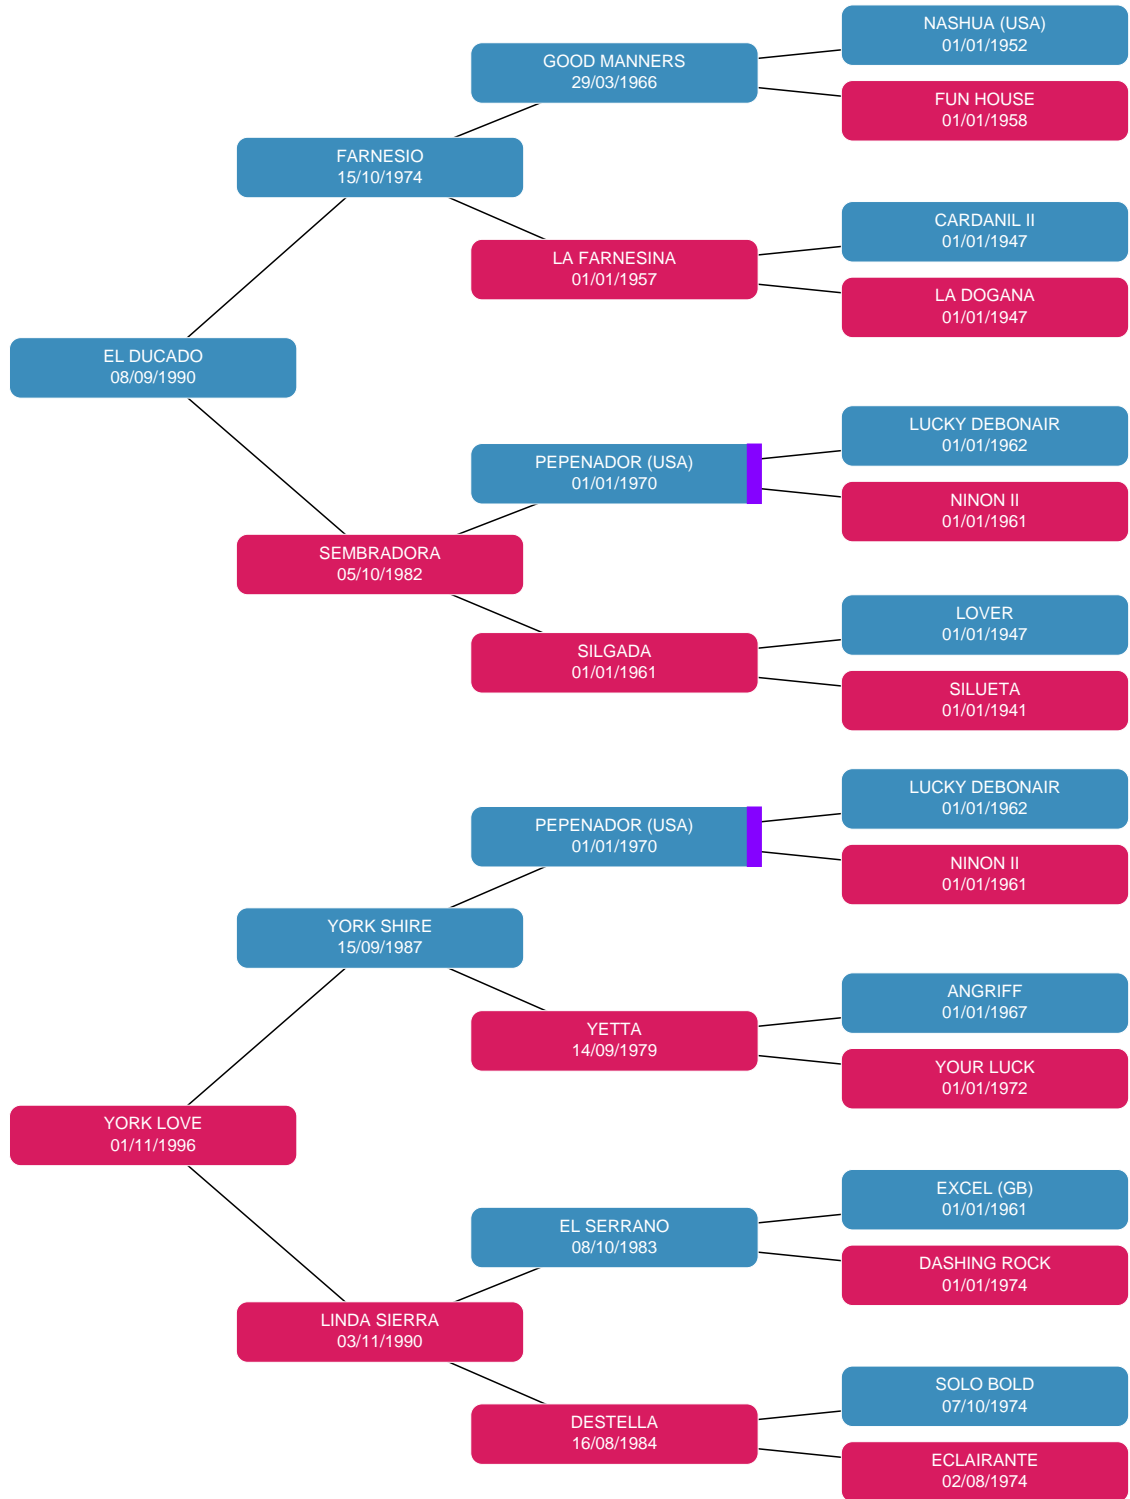 NASHUA (USA)
01/01/1952
GOOD MANNERS
29/03/1966
FUN HOUSE
01/01/1958
FARNESIO
15/10/1974
CARDANIL II
01/01/1947
LA FARNESINA
01/01/1957
LA DOGANA
01/01/1947
EL DUCADO
08/09/1990
LUCKY DEBONAIR
01/01/1962
PEPENADOR (USA)
01/01/1970
NINON II
01/01/1961
SEMBRADORA
05/10/1982
LOVER
01/01/1947
SILGADA
01/01/1961
SILUETA
01/01/1941
LUCKY DEBONAIR
01/01/1962
PEPENADOR (USA)
01/01/1970
NINON II
01/01/1961
YORK SHIRE
15/09/1987
ANGRIFF
01/01/1967
YETTA
14/09/1979
YOUR LUCK
01/01/1972
YORK LOVE
01/11/1996
EXCEL (GB)
01/01/1961
EL SERRANO
08/10/1983
DASHING ROCK
01/01/1974
LINDA SIERRA
03/11/1990
SOLO BOLD
07/10/1974
DESTELLA
16/08/1984
ECLAIRANTE
02/08/1974